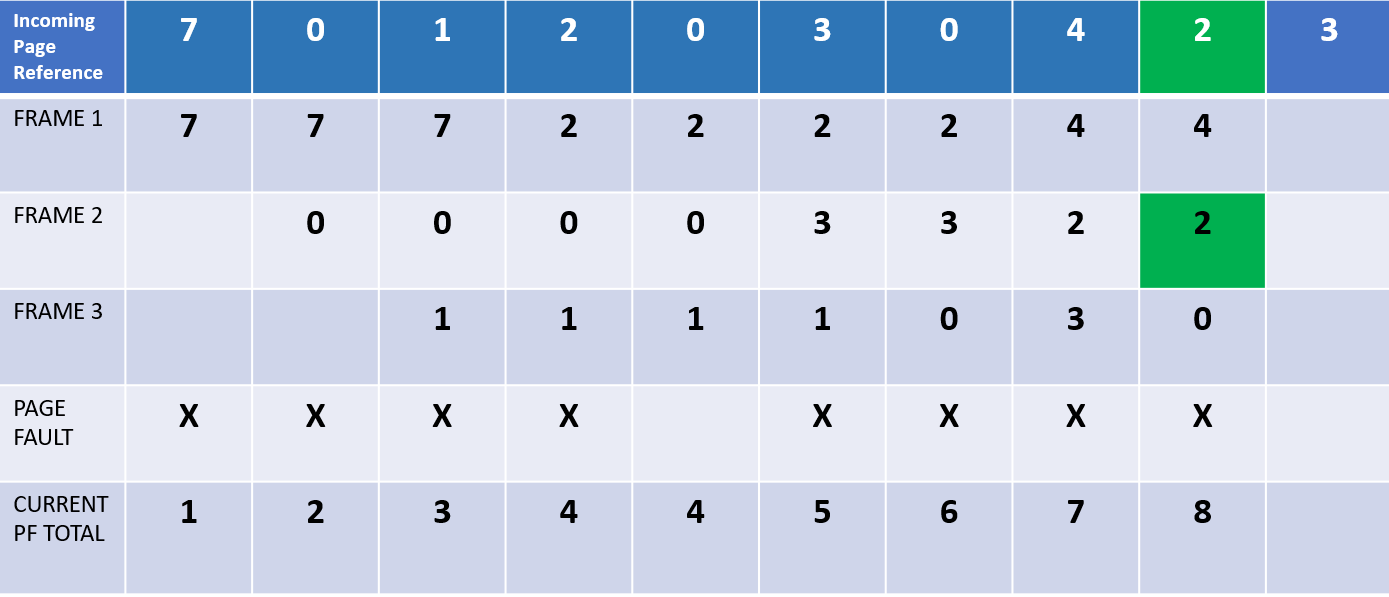 Incoming Page Reference 7 0 1 2 0 3 0 4 2 3
FRAME 1 7 7 7 2 2 2 2 4 4
FRAME 2 0 0 0 0 3 3 2 2
FRAME 3 1 1 1 1 0 3 0
PAGE FAULT X X X X X X X X
CURRENT PF TOTAL 1 2 3 4 4 5 6 7 8